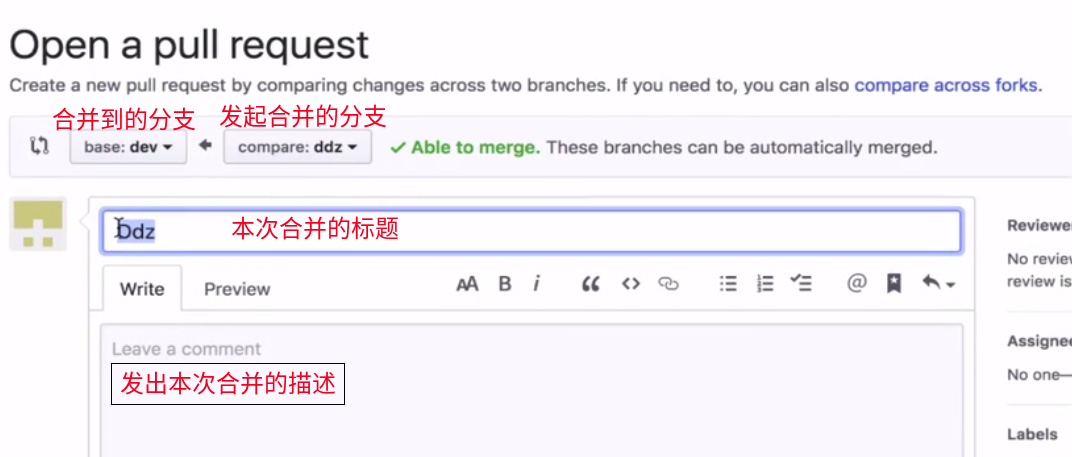 Open a pull request
Create a new pull request by comparing changes across two branches. If you need to, you can also compare across forks.
合并到的分支 发起合并的分支
base: dev compare: ddz Able to merge. These branches can be automatically merged.
Ddz 本次合并的标题
Write Preview AA B i
Leave a comment
发出本次合并的描述
Reviewe
No review
review is
Assignee
No one—
Labels